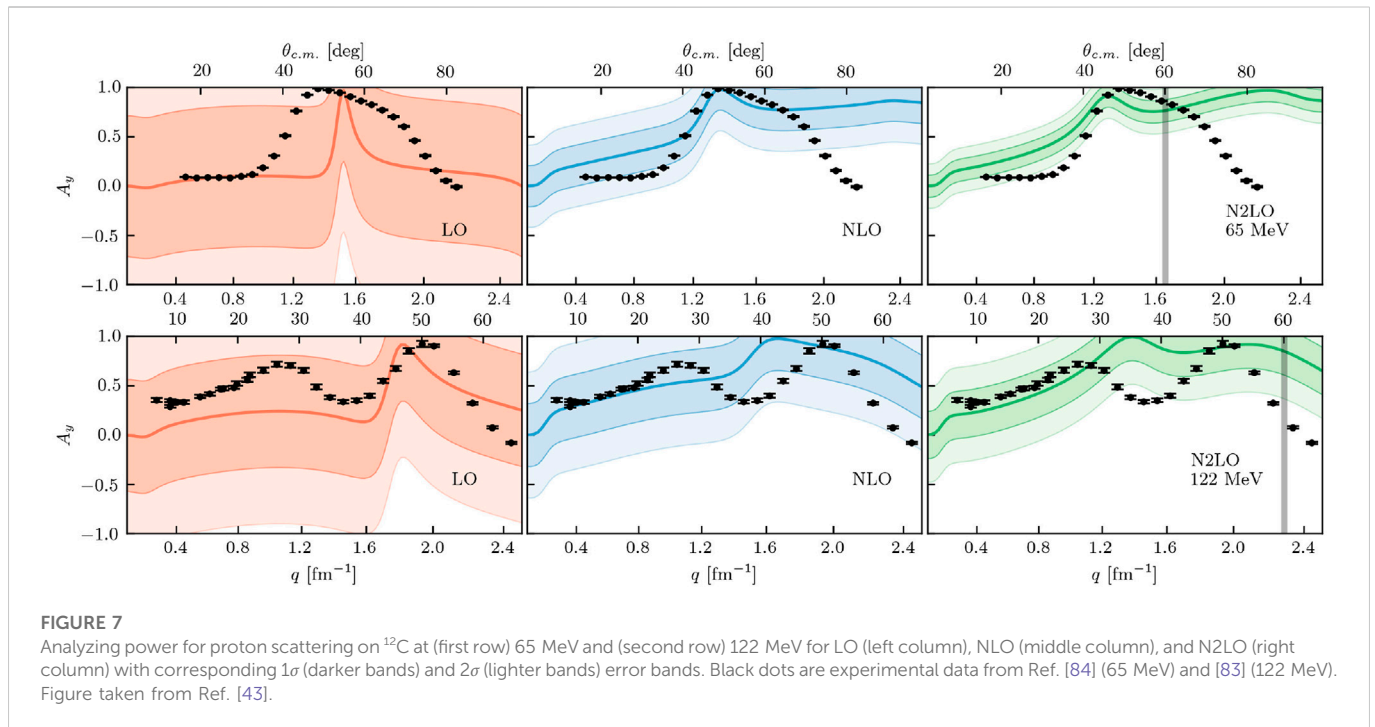 θc.m. [deg] θc.m. [deg] θc.m. [deg]
20 40 60 80 20 40 60 80 20 40 60 80
1.0
0.5
0.0
−0.5
−1.0
Ay
LO NLO N2LO
65 MeV
0.4 0.8 1.2 1.6 2.0 2.4 0.4 0.8 1.2 1.6 2.0 2.4 0.4 0.8 1.2 1.6 2.0 2.4
10 20 30 40 50 60 10 20 30 40 50 60 10 20 30 40 50 60
1.0
0.5
0.0
−0.5
−1.0
Ay
LO NLO N2LO
122 MeV
0.4 0.8 1.2 1.6 2.0 2.4 0.4 0.8 1.2 1.6 2.0 2.4 0.4 0.8 1.2 1.6 2.0 2.4
q [fm−1] q [fm−1] q [fm−1]
FIGURE 7
Analyzing power for proton scattering on 12C at (first row) 65 MeV and (second row) 122 MeV for LO (left column), NLO (middle column), and N2LO (right
column) with corresponding 1σ (darker bands) and 2σ (lighter bands) error bands. Black dots are experimental data from Ref. [84] (65 MeV) and [83] (122 MeV).
Figure taken from Ref. [43].